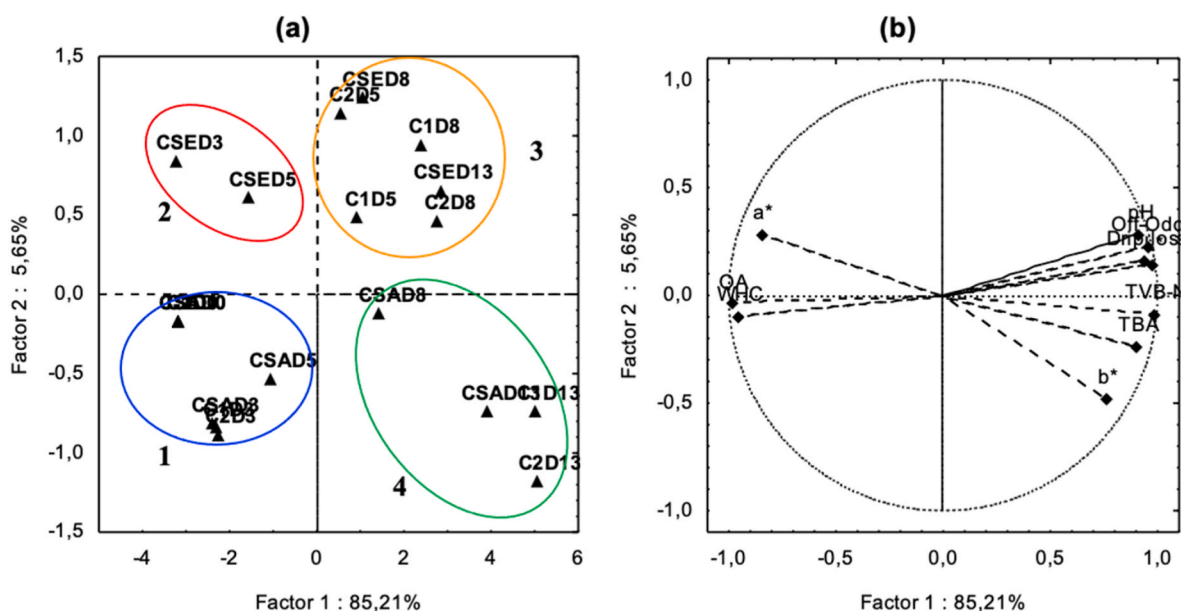 (a)
1,5
1,0
0,5
0,0
-0,5
-1,0
-1,5
Factor 2 : 5,65%
CSED8
C2D5
C1D8
CSED3
CSED13
CSED5
C1D5
C2D8
3
2
CSAD8
CSAD5
CSAD3
C2D3
CSAD13
C1D13
C2D13
1
4
-4
-2
0
2
4
6
Factor 1 : 85,21%
(b)
1,0
0,5
0,0
-0,5
-1,0
Factor 2 : 5,65%
a*
pH
Off-Odo
Drip loss
OA
WHC
TVB-N
TBA
b*
-1,0
-0,5
0,0
0,5
1,0
Factor 1 : 85,21%